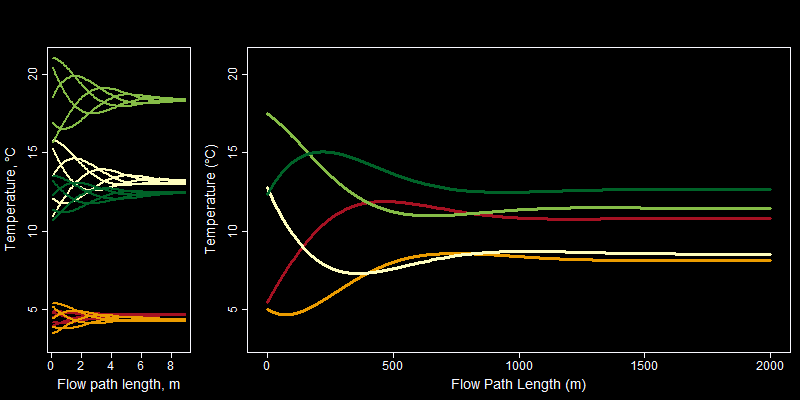 Temperature, °C
20
15
10
5
0 2 4 6 8
Flow path length, m
Temperature (°C)
20
15
10
5
0 500 1000 1500 2000
Flow Path Length (m)